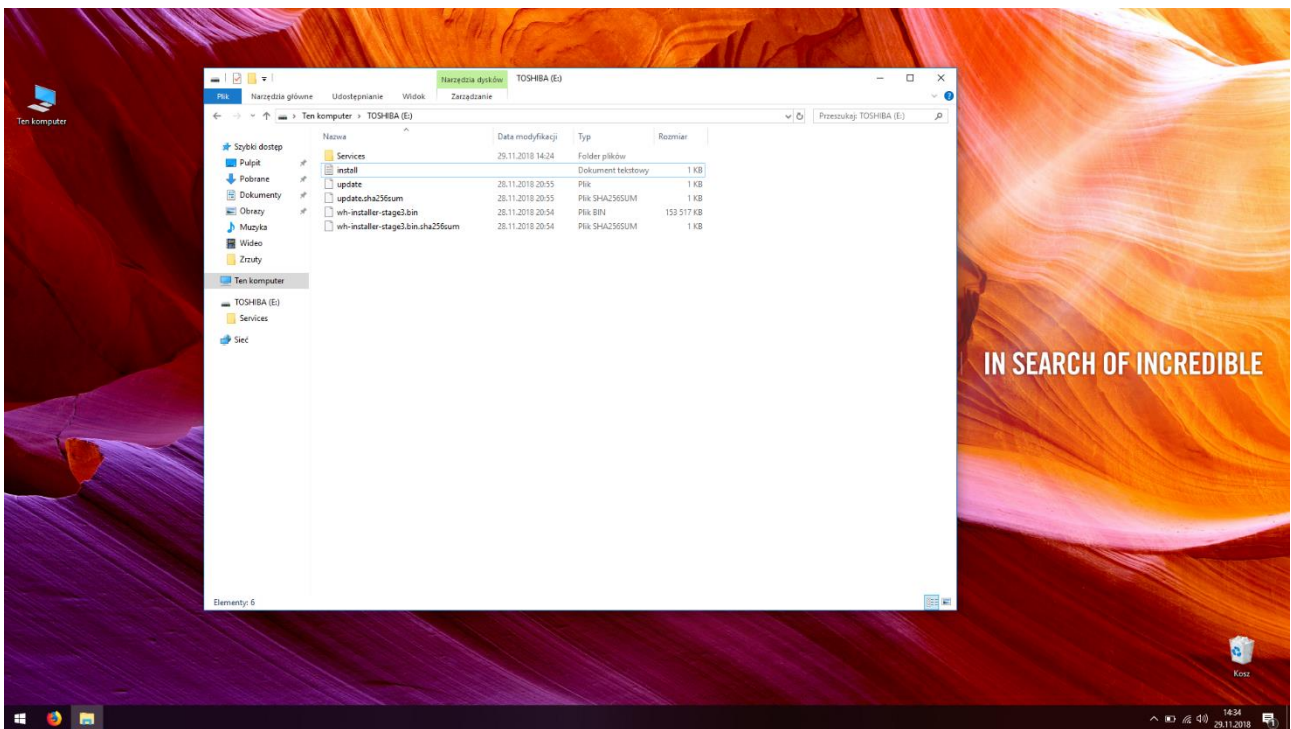 Ten komputer
Narzędzia dysków TOSHIBA (E:)
Plik Narzędzia główne Udostępnianie Widok Zarządzanie
Ten komputer TOSHIBA (E:) Przeszukaj: TOSHIBA (E:)
Nazwa Data modyfikacji Typ Rozmiar
Szybki dostęp
Pulpit
Pobrane
Dokumenty
Obrazy
Muzyka
Wideo
Zrzuty
Ten komputer
TOSHIBA (E:)
Services
Sieć
Services 29.11.2018 14:24 Folder plików
install Dokument tekstowy 1 KB
update 28.11.2018 20:55 Plik 1 KB
update.sha256sum 28.11.2018 20:55 Plik SHA256SUM 1 KB
wh-installer-stage3.bin 28.11.2018 20:54 Plik BIN 153 517 KB
wh-installer-stage3.bin.sha256sum 28.11.2018 20:54 Plik SHA256SUM 1 KB
Elementy: 6
IN SEARCH OF INCREDIBLE
Kosz
14:34
29.11.2018